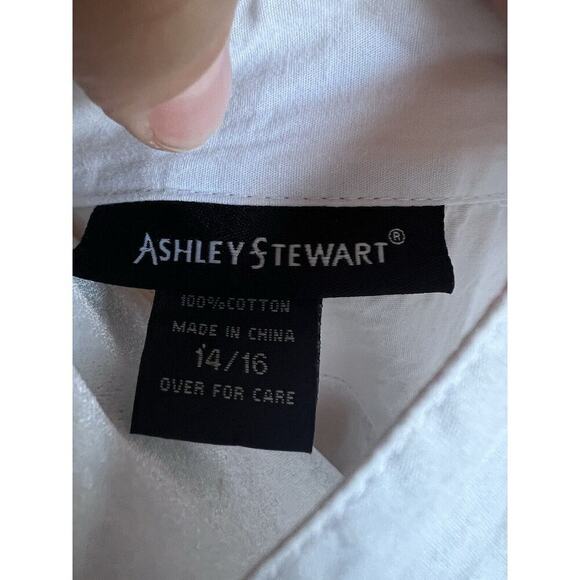 ASHLEY STEWART®
100% COTTON
MADE IN CHINA
14/16
OVER FOR CARE